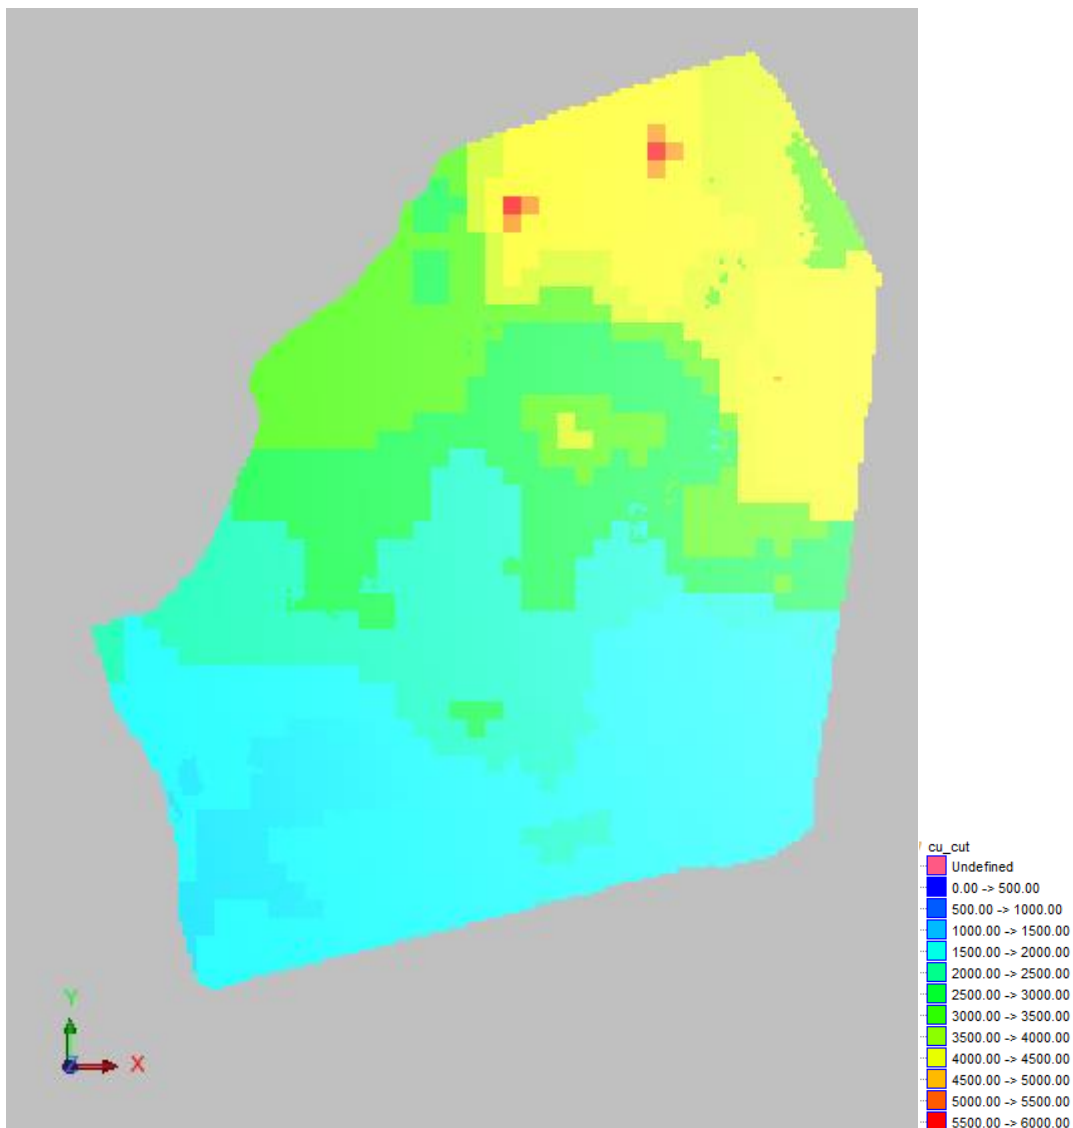 cu_cut
Undefined
0.00 -> 500.00
500.00 -> 1000.00
1000.00 -> 1500.00
1500.00 -> 2000.00
2000.00 -> 2500.00
2500.00 -> 3000.00
3000.00 -> 3500.00
3500.00 -> 4000.00
4000.00 -> 4500.00
4500.00 -> 5000.00
5000.00 -> 5500.00
5500.00 -> 6000.00
Y
Z X